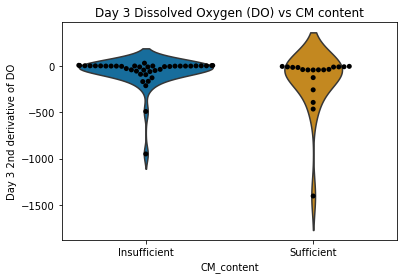 Day 3 Dissolved Oxygen (DO) vs CM content
Day 3 2nd derivative of DO
0
−500
−1000
−1500
Insufficient
Sufficient
CM_content